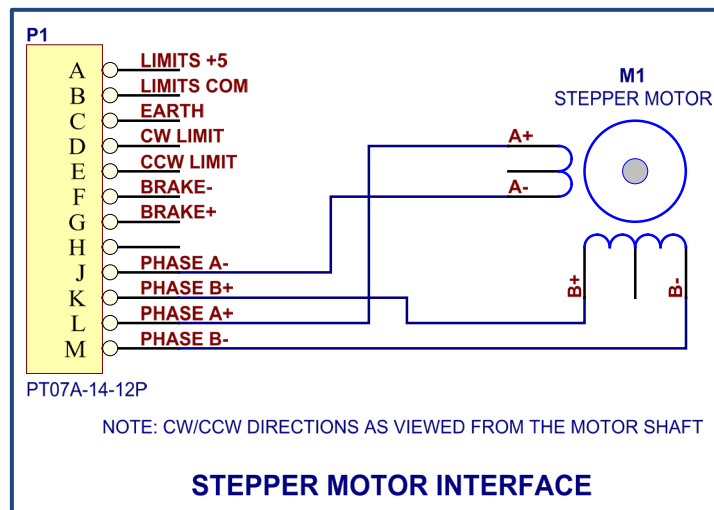 P1
A LIMITS +5
B LIMITS COM
C EARTH
D CW LIMIT
E CCW LIMIT
F BRAKE-
G BRAKE+
H
J PHASE A-
K PHASE B+
L PHASE A+
M PHASE B-
PT07A-14-12P
M1
STEPPER MOTOR
A+
A-
B+
B-
NOTE: CW/CCW DIRECTIONS AS VIEWED FROM THE MOTOR SHAFT
STEPPER MOTOR INTERFACE